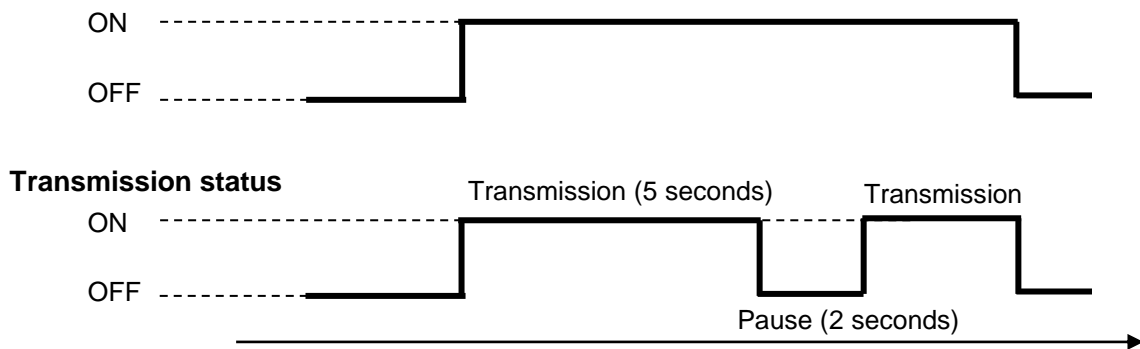 ON
OFF
Transmission status
Transmission (5 seconds)
Transmission
ON
OFF
Pause (2 seconds)